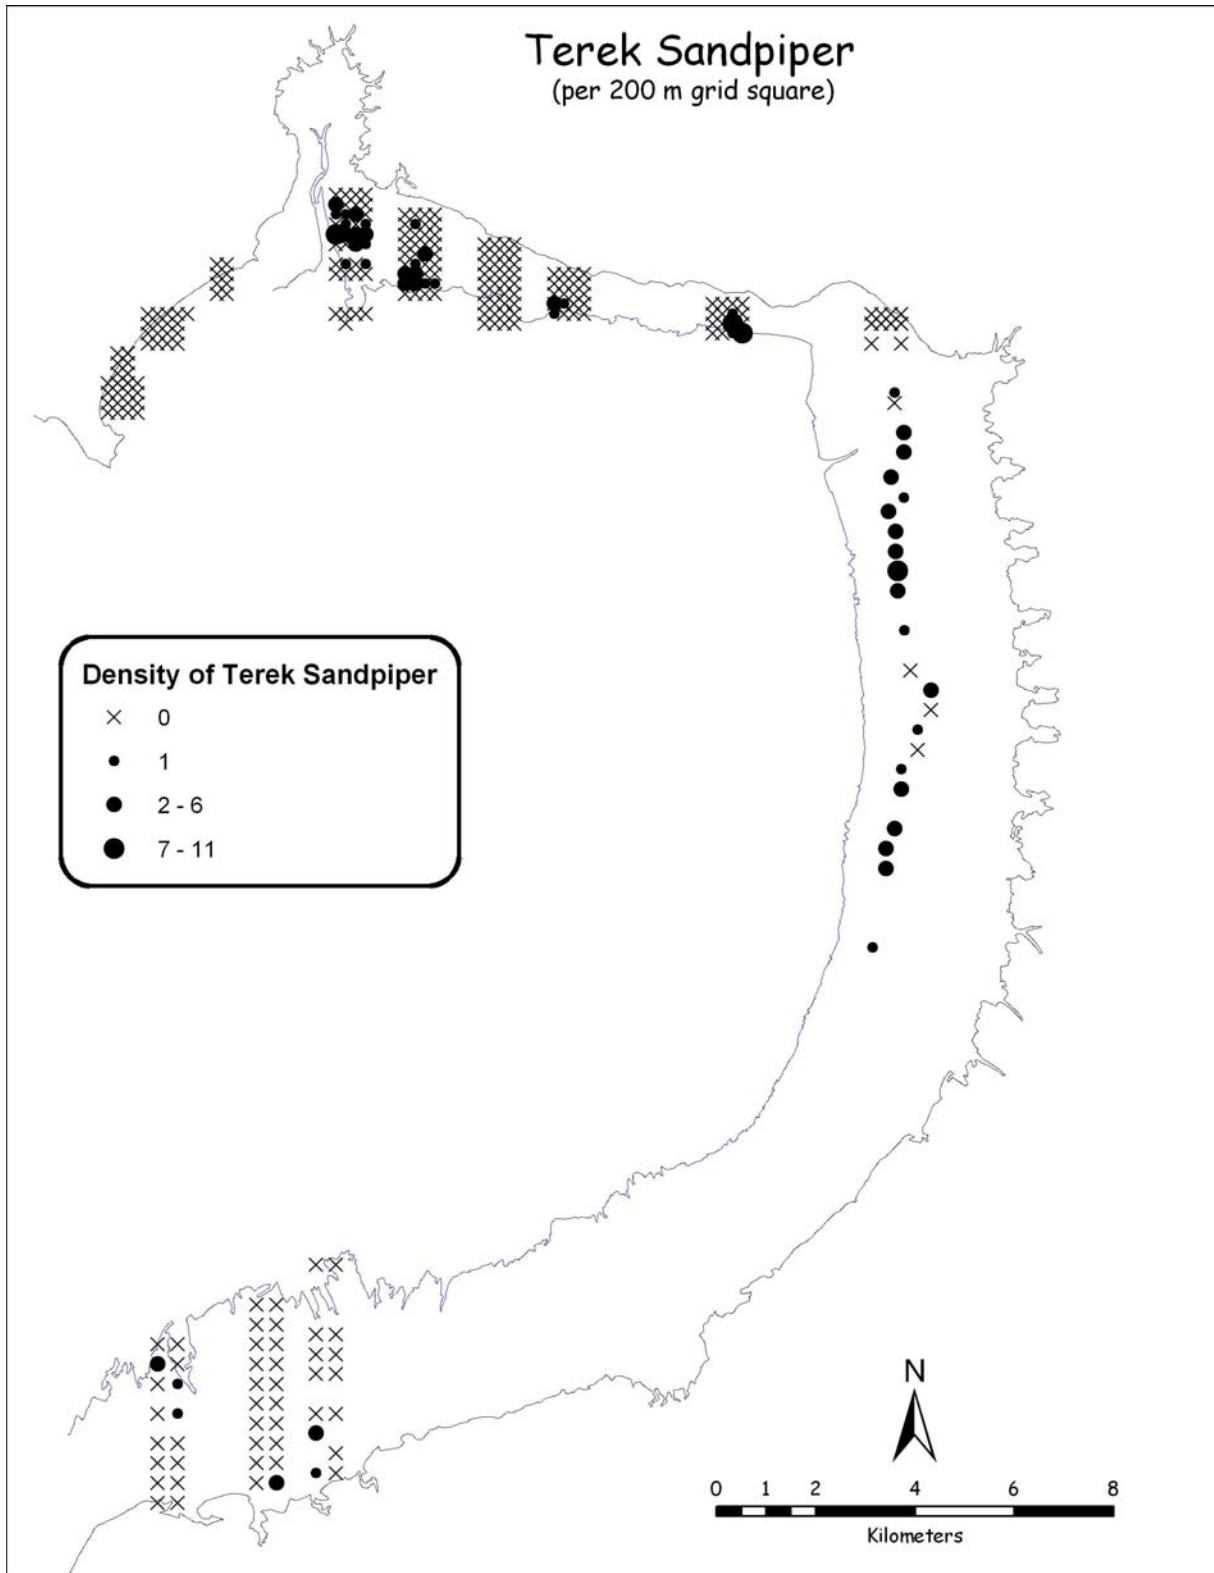 Terek Sandpiper
(per 200 m grid square)
Density of Terek Sandpiper
0
1
2 - 6
7 - 11
N
0 1 2 4 6 8
Kilometers